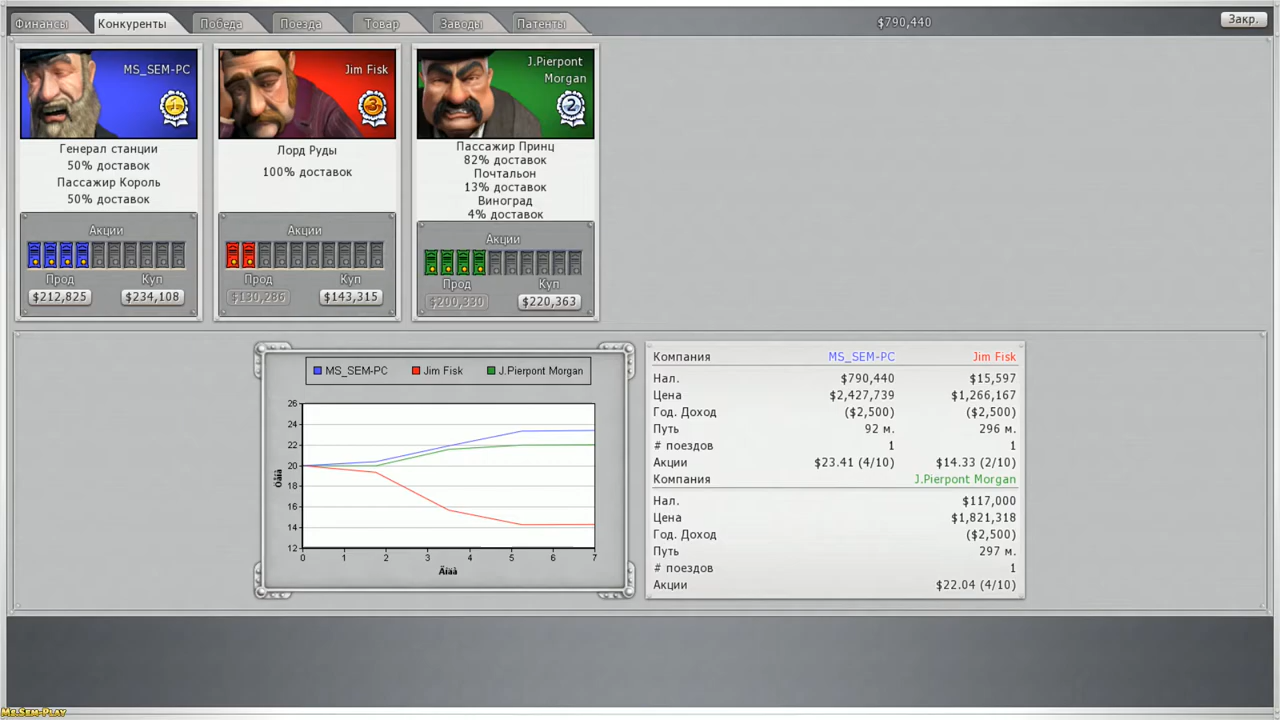 Финансы
Конкуренты
Победа
Поезда
Товар
Заводы
Патенты
$790,440
Закр.
MS_SEM-PC
Генерал станции
50% доставок
Пассажир Король
50% доставок
Акции
Прод
Куп
$212,825
$234,108
Jim Fisk
3
Лорд Руды
100% доставок
Акции
Прод
Куп
$130,286
$143,315
J.Pierpont
Morgan
2
Пассажир Принц
82% доставок
Почтальон
13% доставок
Виноград
4% доставок
Акции
Прод
Куп
$200,330
$220,363
MS_SEM-PC
Jim Fisk
J.Pierpont Morgan
26
24
22
20
18
16
14
12
0 1 2 3 4 5 6 7
Öåíà
Äíàà
Компания MS_SEM-PC Jim Fisk
Нал. $790,440 $15,597
Цена $2,427,739 $1,266,167
Год. Доход ($2,500) ($2,500)
Путь 92 м. 296 м.
# поездов 1 1
Акции $23.41 (4/10) $14.33 (2/10)
Компания J.Pierpont Morgan
Нал. $117,000
Цена $1,821,318
Год. Доход ($2,500)
Путь 297 м.
# поездов 1
Акции $22.04 (4/10)
Ms.Sem-Play